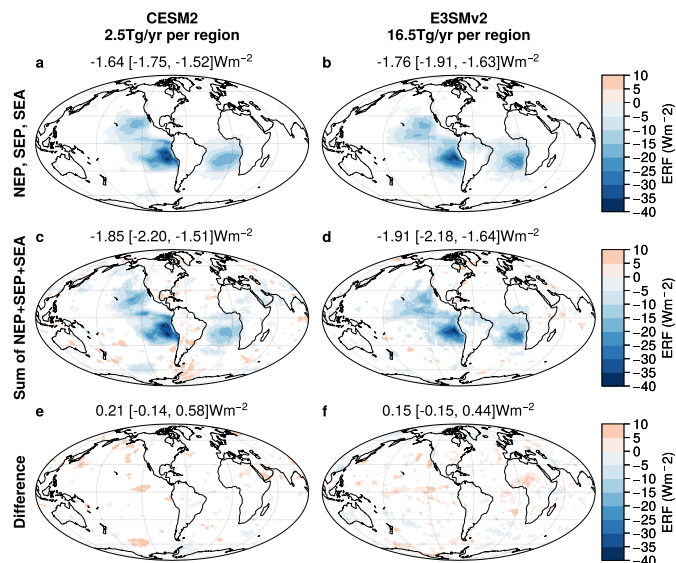 CESM2
2.5Tg/yr per region
E3SMv2
16.5Tg/yr per region
a
-1.64 [-1.75, -1.52]Wm−2
b
-1.76 [-1.91, -1.63]Wm−2
NEP, SEP, SEA
10
5
0
−5
−10
−15
−20
−25
−30
−35
−40
ERF (Wm−2)
c
-1.85 [-2.20, -1.51]Wm−2
d
-1.91 [-2.18, -1.64]Wm−2
Sum of NEP+SEP+SEA
10
5
0
−5
−10
−15
−20
−25
−30
−35
−40
ERF (Wm−2)
e
0.21 [-0.14, 0.58]Wm−2
f
0.15 [-0.15, 0.44]Wm−2
Difference
10
5
0
−5
−10
−15
−20
−25
−30
−35
−40
ERF (Wm−2)